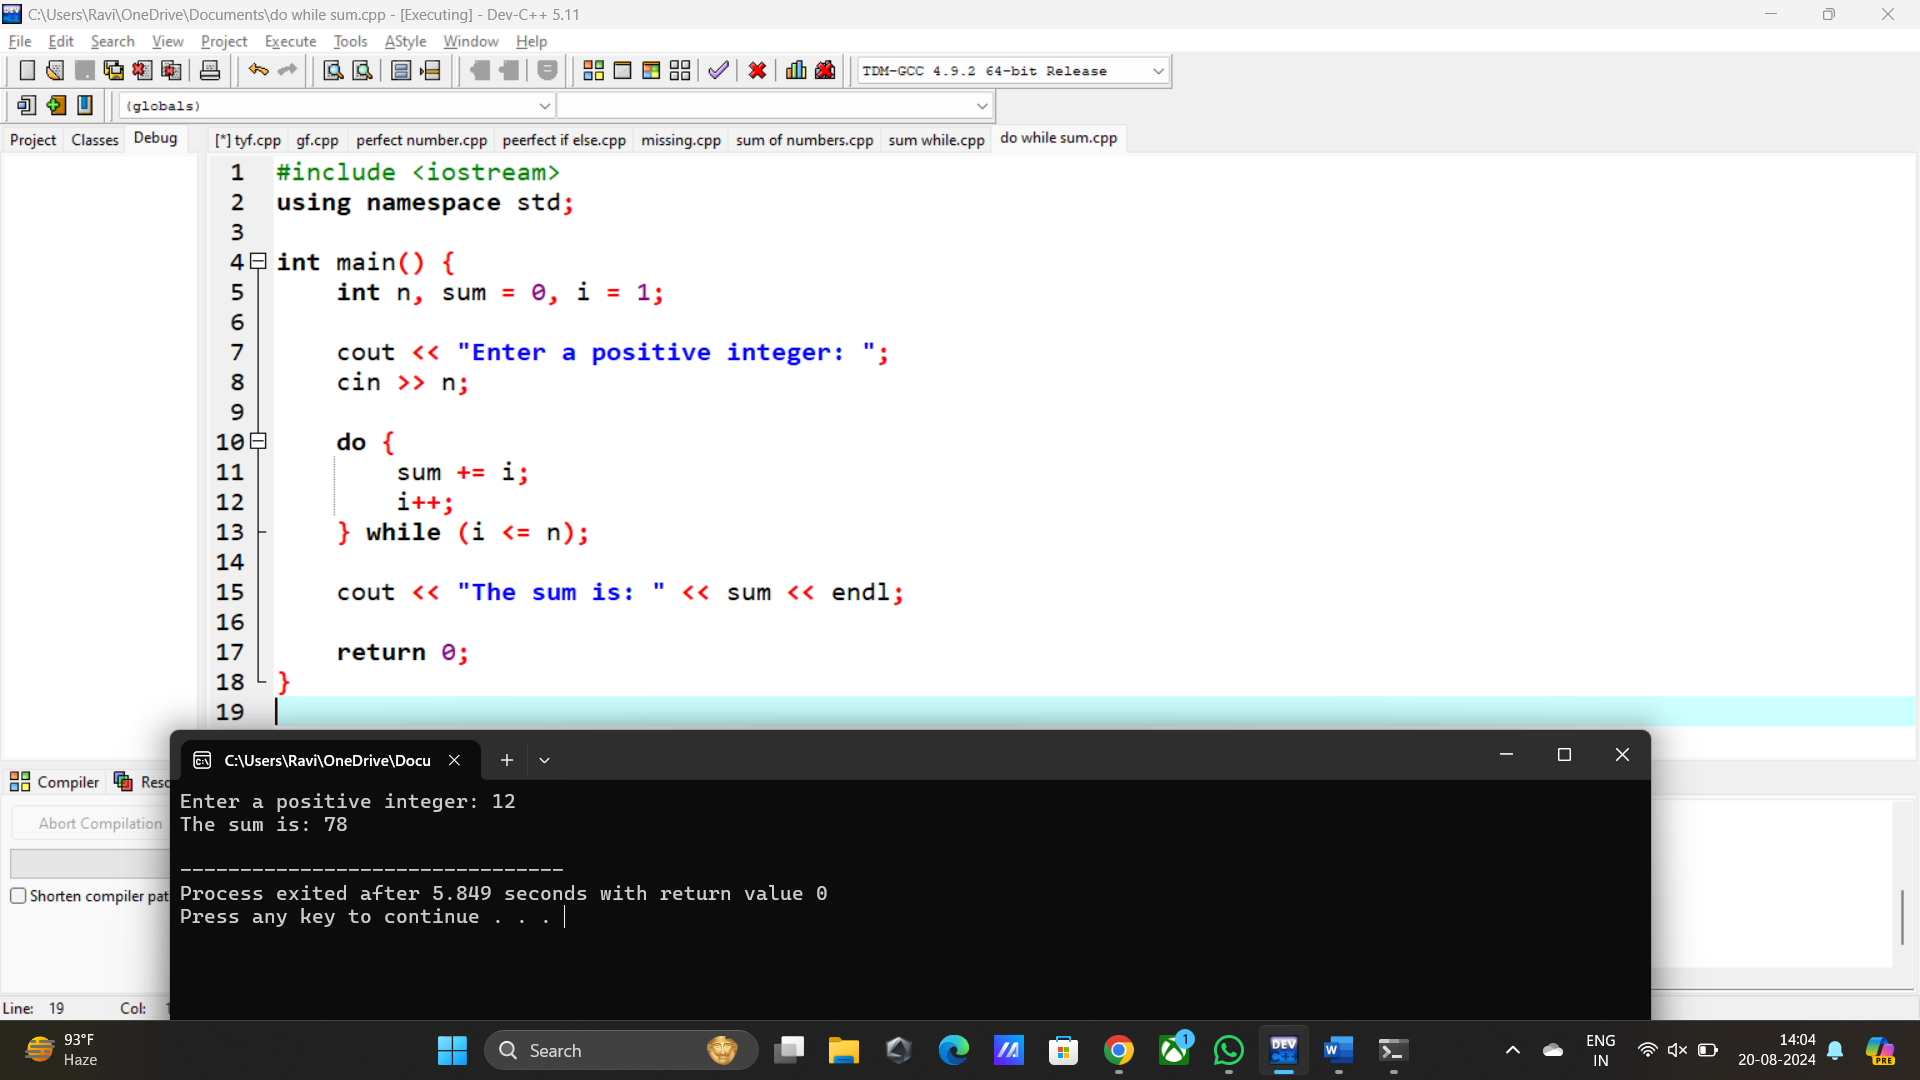 C:\Users\Ravi\OneDrive\Documents\do while sum.cpp - [Executing] - Dev-C++ 5.11
File Edit Search View Project Execute Tools AStyle Window Help
TDM-GCC 4.9.2 64-bit Release
(globals)
Project Classes Debug [*] tyf.cpp gf.cpp perfect number.cpp peerfect if else.cpp missing.cpp sum of numbers.cpp sum while.cpp do while sum.cpp
1 #include <iostream>
2 using namespace std;
3
4 int main() {
5 int n, sum = 0, i = 1;
6
7 cout << "Enter a positive integer: ";
8 cin >> n;
9
10 do {
11 sum += i;
12 i++;
13 } while (i <= n);
14
15 cout << "The sum is: " << sum << endl;
16
17 return 0;
18 }
19
C:\Users\Ravi\OneDrive\Docu
Compiler Reso
Enter a positive integer: 12
Abort Compilation
The sum is: 78
--------------------------------
Shorten compiler pat
Process exited after 5.849 seconds with return value 0
Press any key to continue . . .
Line: 19 Col: 1
93°F
Haze
Search
DEV
C++
W
1
ENG
IN
14:04
20-08-2024
PRE